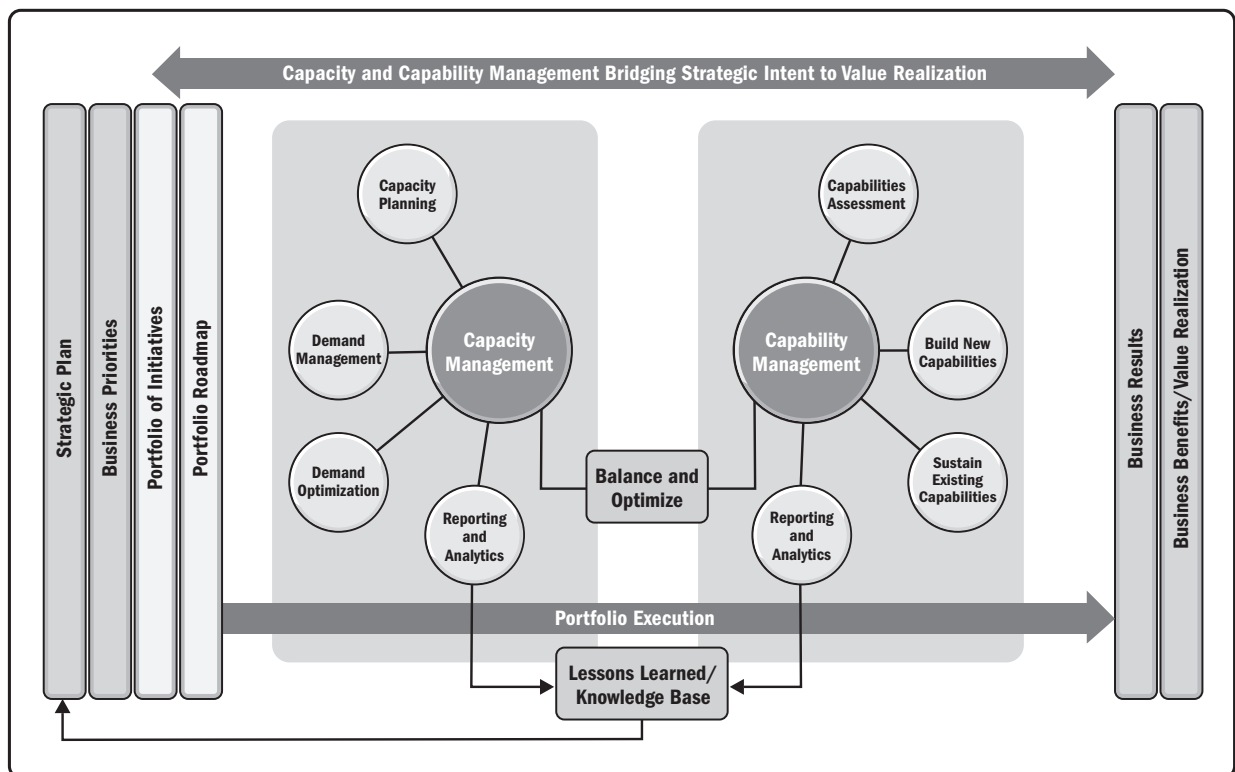 Capacity and Capability Management Bridging Strategic Intent to Value Realization
Strategic Plan
Business Priorities
Portfolio of Initiatives
Portfolio Roadmap
Capacity
Planning
Demand
Management
Demand
Optimization
Reporting
and
Analytics
Capacity
Management
Balance and
Optimize
Capabilities
Assessment
Capability
Management
Build New
Capabilities
Sustain
Existing
Capabilities
Reporting
and
Analytics
Portfolio Execution
Lessons Learned/
Knowledge Base
Business Results
Business Benefits/Value Realization